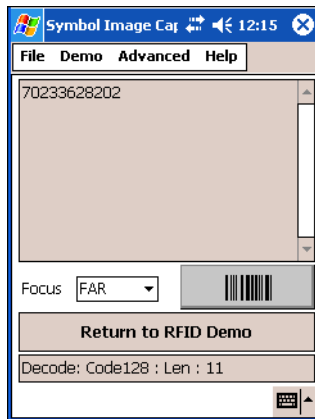 Symbol Image Cap 12:15
File Demo Advanced Help
70233628202
Focus FAR
Return to RFID Demo
Decode: Code128 : Len : 11